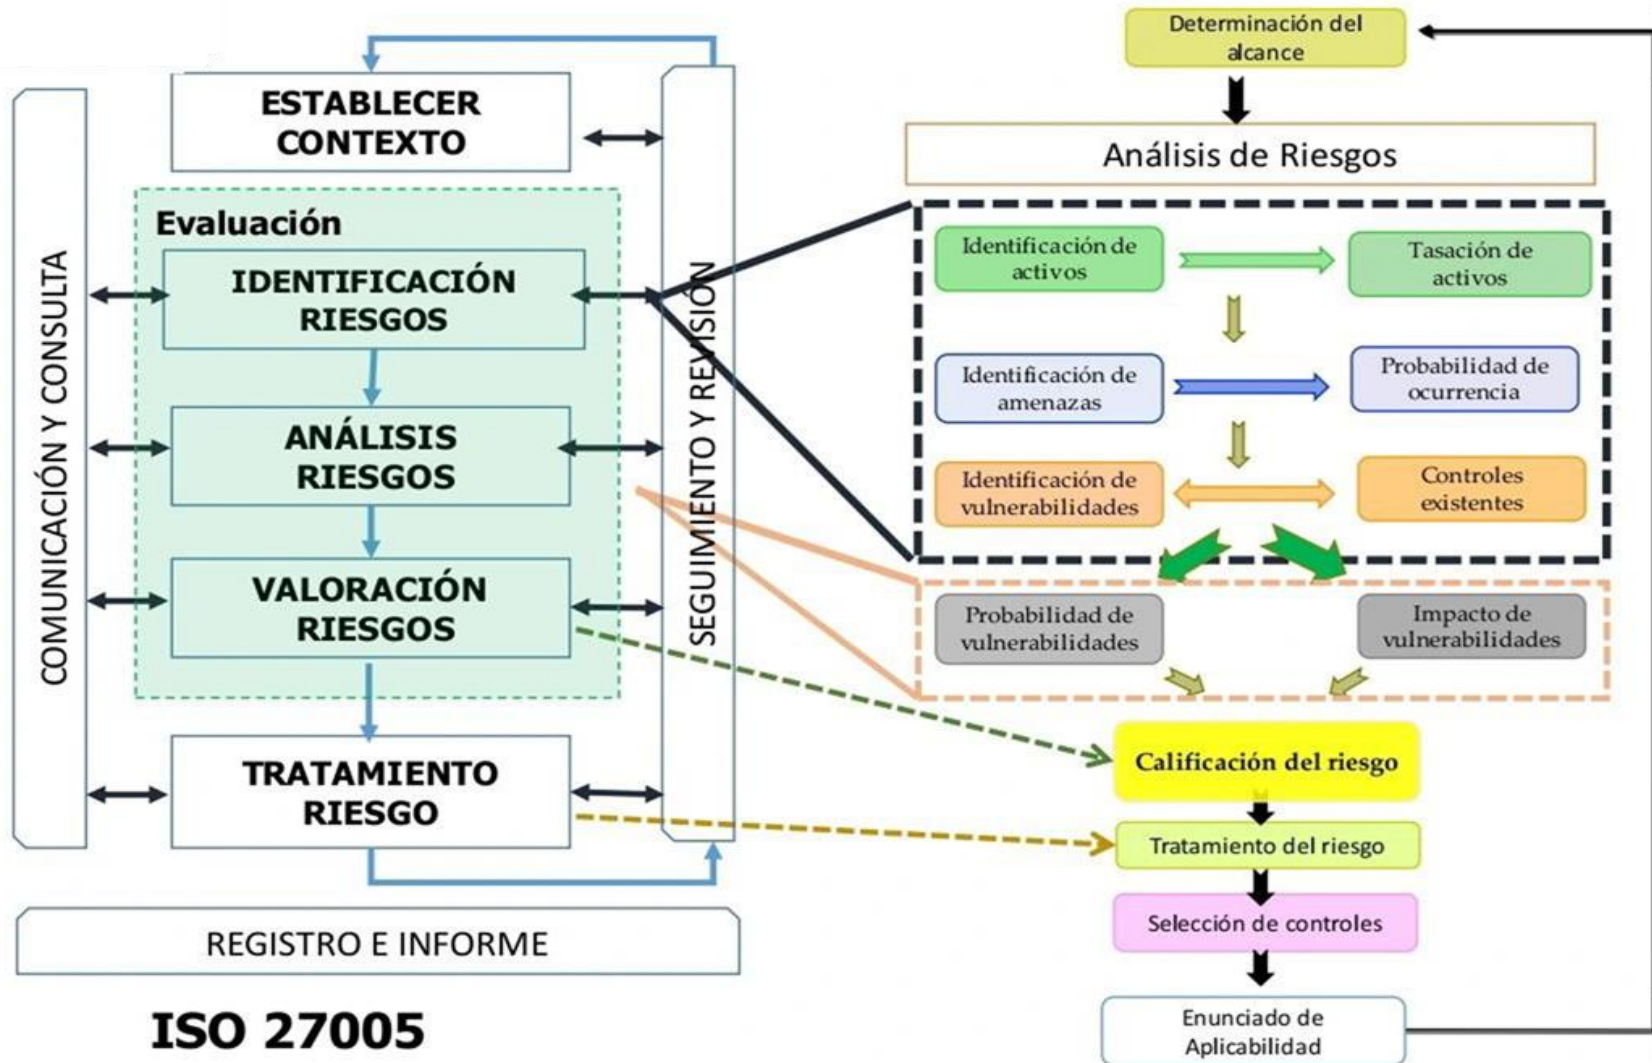 ESTABLECER
CONTEXTO
COMUNICACIÓN Y CONSULTA
Evaluación
IDENTIFICACIÓN
RIESGOS
ANÁLISIS
RIESGOS
VALORACIÓN
RIESGOS
TRATAMIENTO
RIESGO
SEGUIMIENTO Y REVISIÓN
REGISTRO E INFORME
ISO 27005
Determinación del
alcance
Análisis de Riesgos
Identificación de
activos
Tasación de
activos
Identificación de
amenazas
Probabilidad de
ocurrencia
Identificación de
vulnerabilidades
Controles
existentes
Probabilidad de
vulnerabilidades
Impacto de
vulnerabilidades
Calificación del riesgo
Tratamiento del riesgo
Selección de controles
Enunciado de
Aplicabilidad